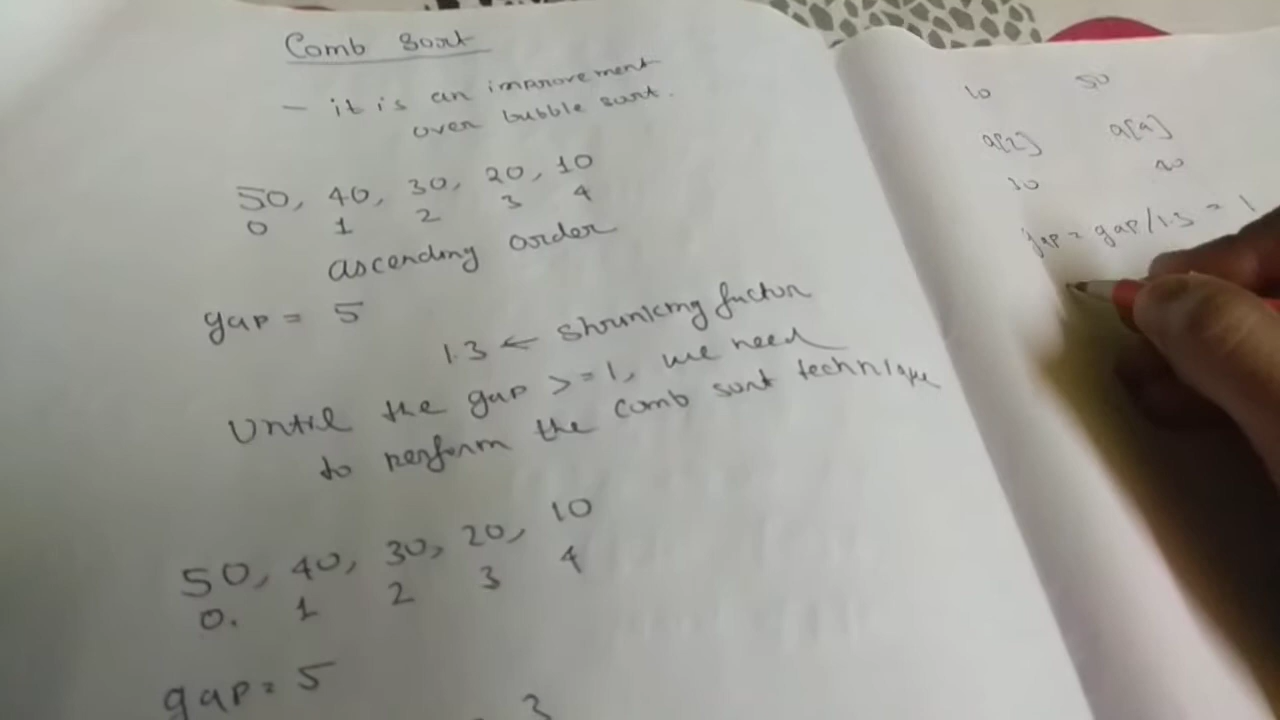 Comb Sort
- it is an improvement
over bubble sort.
50, 40, 30, 20, 10
0 1 2 3 4
ascending order
gap = 5
1.3 ← Shrinking factor
Until the gap >=1, we need
to perform the comb sort technique
50, 40, 30, 20, 10
0. 1 2 3 4
gap = 5
3
10 50
a[2] a[4]
30 40
gap = gap/1.3 = 1